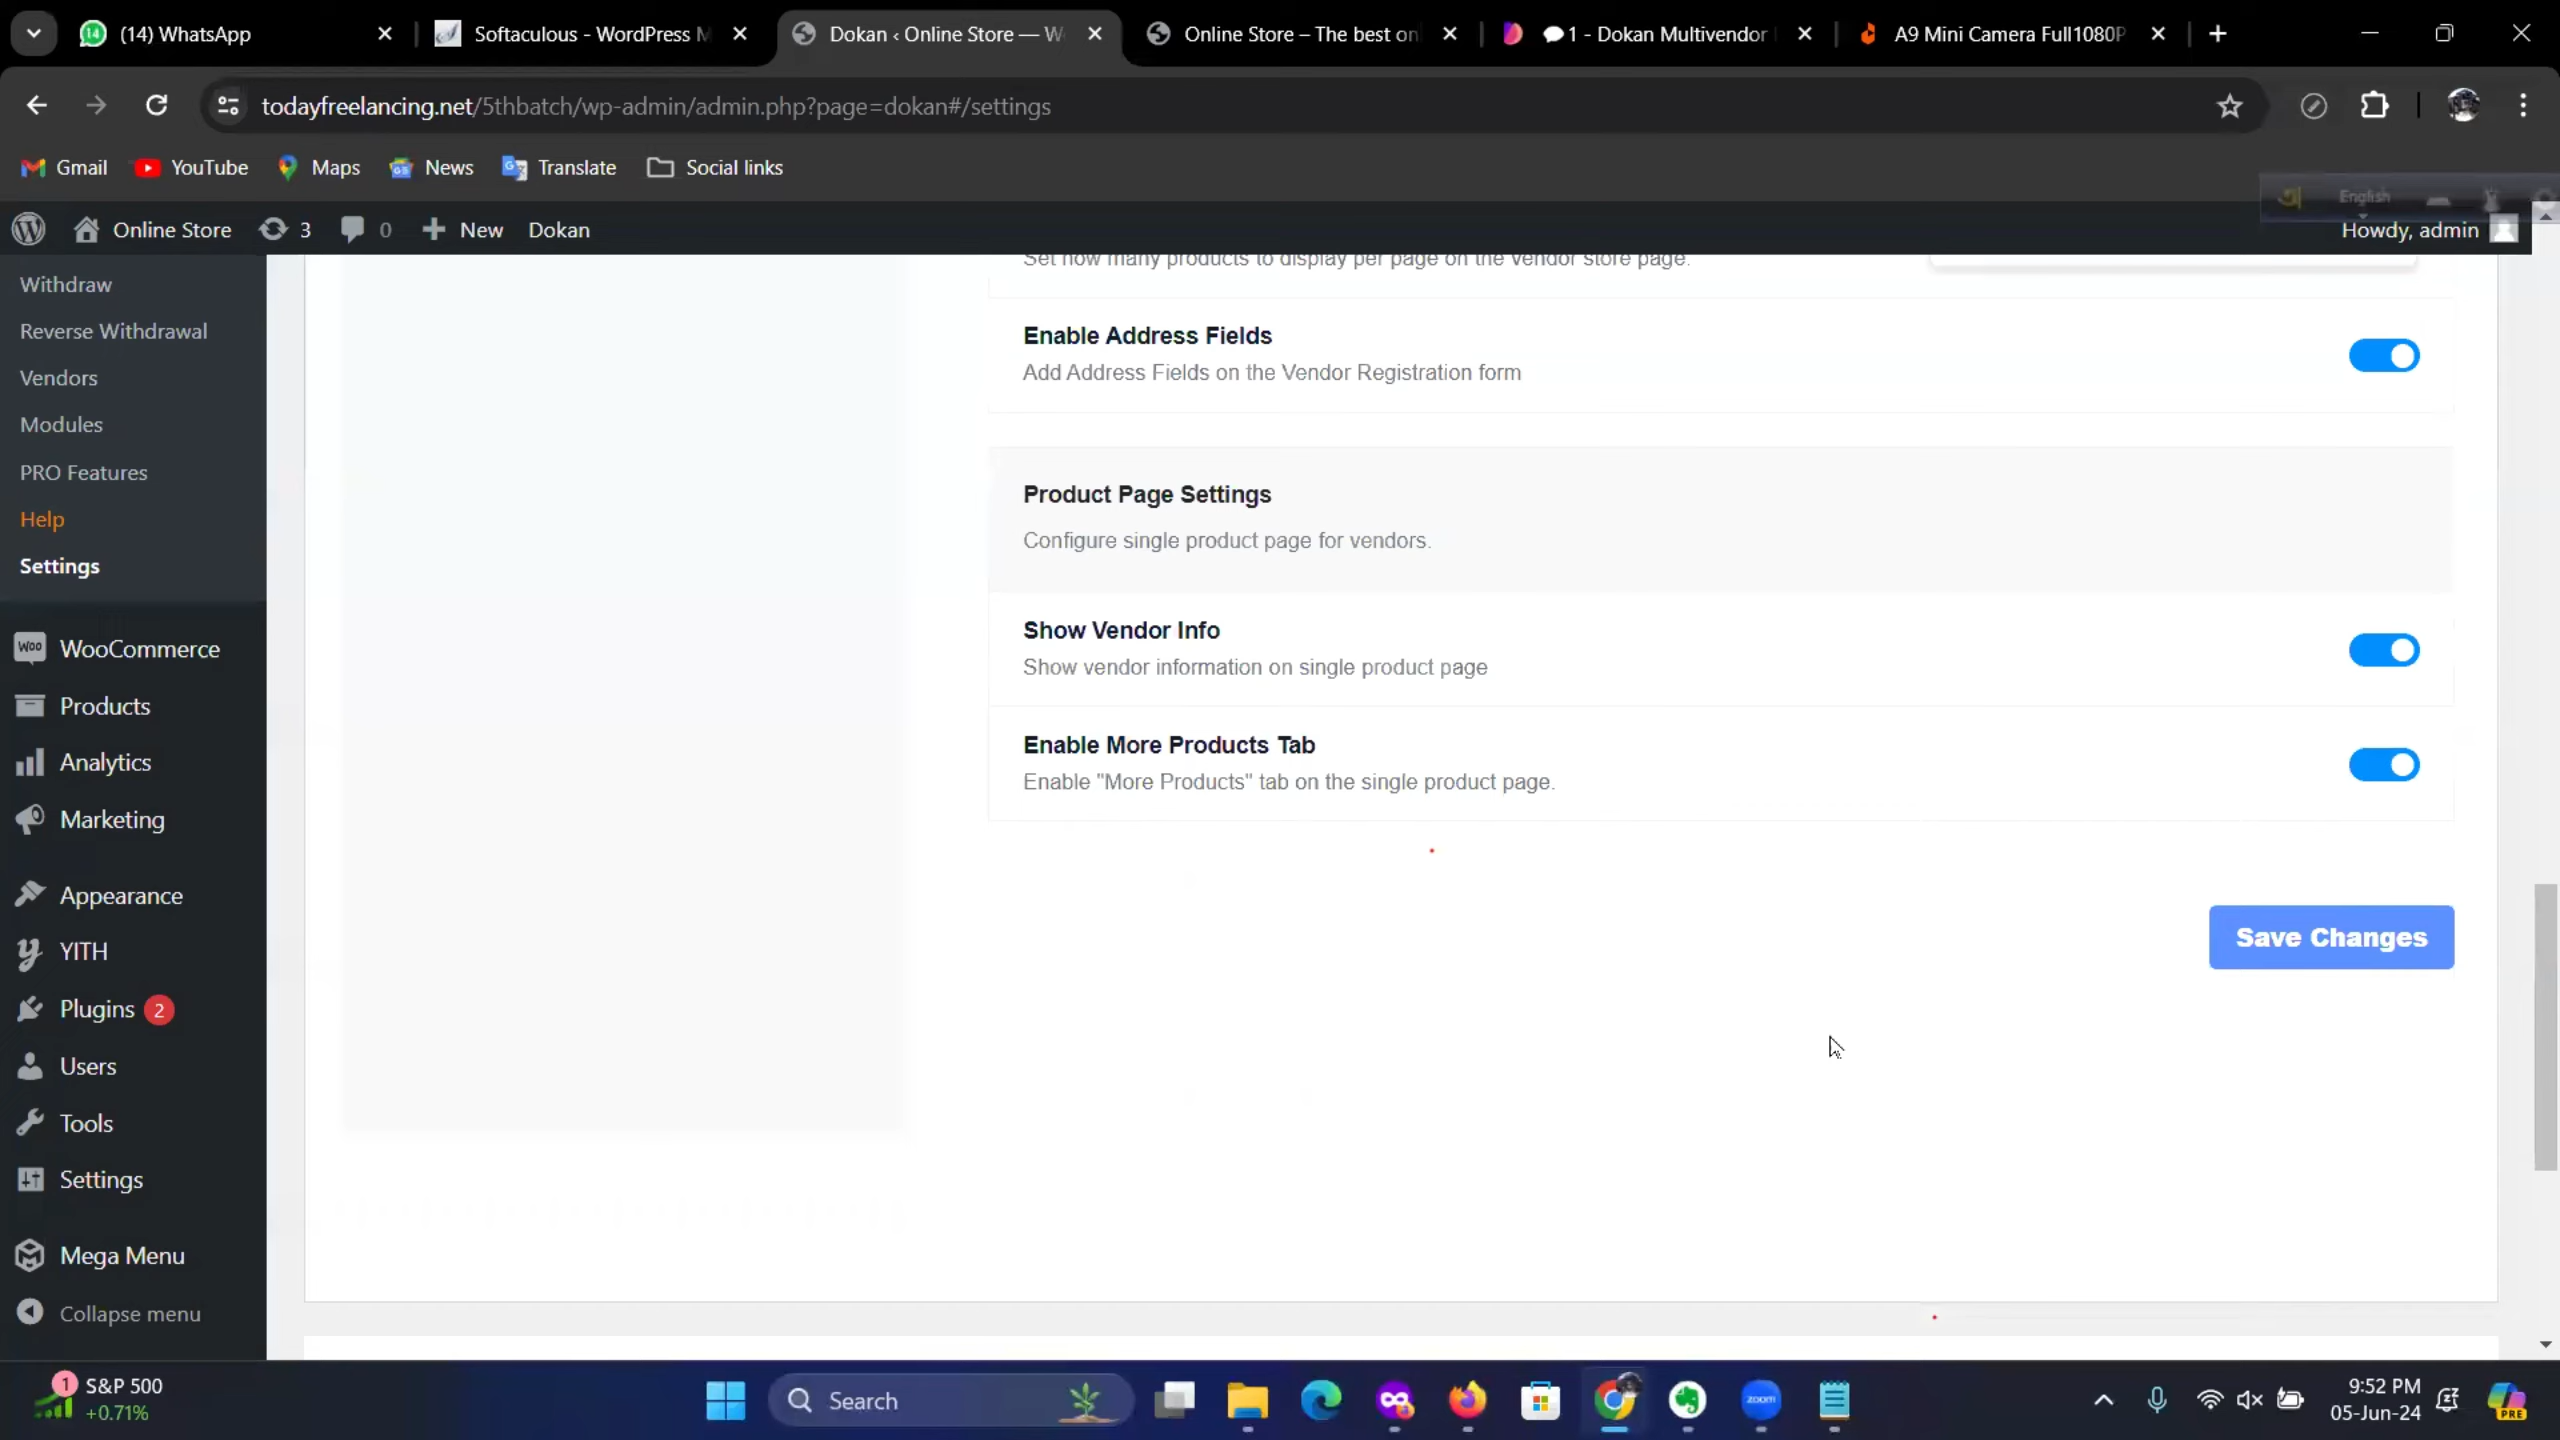 (14) WhatsApp
Softaculous - WordPress M
Dokan ‹ Online Store — W
Online Store – The best on
1 - Dokan Multivendor
A9 Mini Camera Full1080P
todayfreelancing.net/5thbatch/wp-admin/admin.php?page=dokan#/settings
Gmail
YouTube
Maps
News
Translate
Social links
English
Online Store
3
0
New
Dokan
Howdy, admin
Withdraw
Reverse Withdrawal
Vendors
Modules
PRO Features
Help
Settings
WooCommerce
Products
Analytics
Marketing
Appearance
YITH
Plugins 2
Users
Tools
Settings
Mega Menu
Collapse menu
Set how many products to display per page on the vendor store page.
Enable Address Fields
Add Address Fields on the Vendor Registration form
Product Page Settings
Configure single product page for vendors.
Show Vendor Info
Show vendor information on single product page
Enable More Products Tab
Enable "More Products" tab on the single product page.
Save Changes
1
S&P 500
+0.71%
Search
zoom
9:52 PM
05-Jun-24
PRE